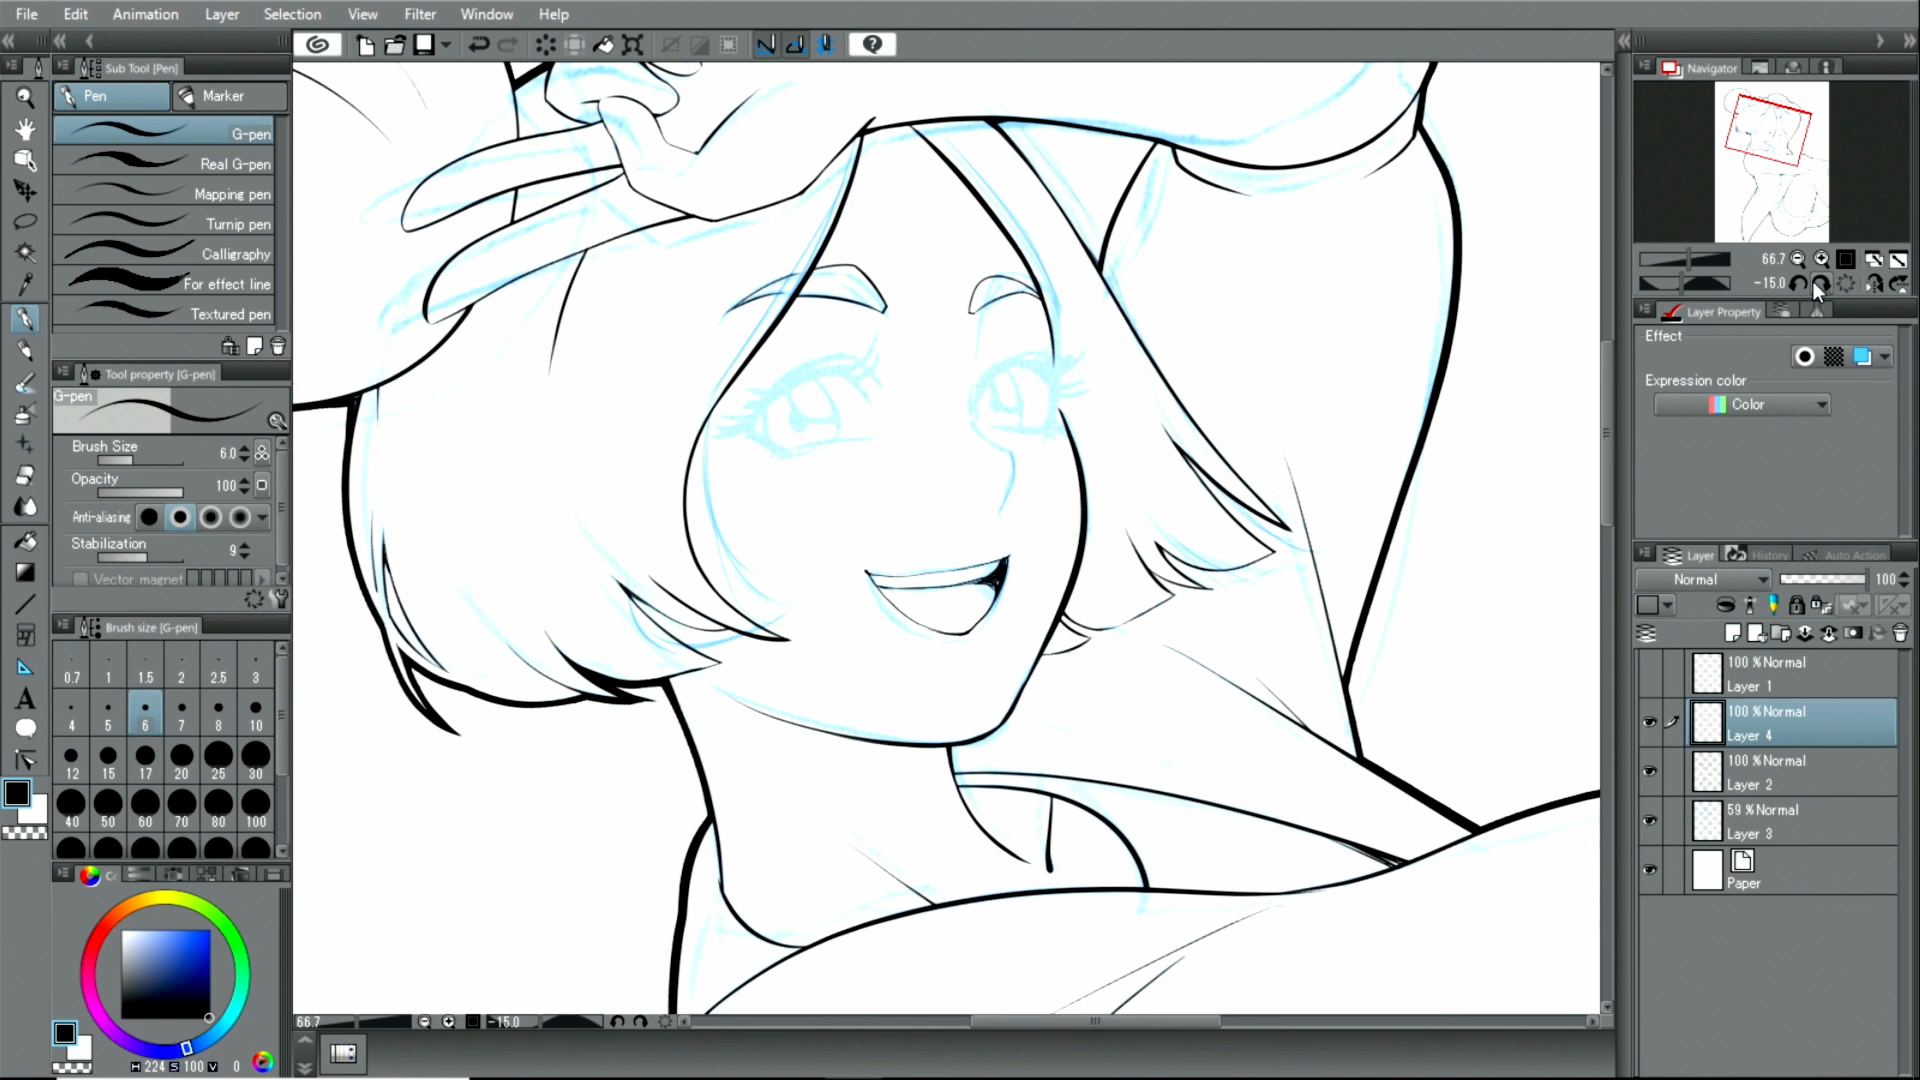 File Edit Animation Layer Selection View Filter Window Help
Sub Tool [Pen]
Navigator
Pen
Marker
G-pen
Real G-pen
Mapping pen
Turnip pen
Calligraphy
For effect line
Textured pen
66.7
-15.0
Layer Property
Effect
Expression color
Color
Tool property [G-pen]
G-pen
Brush Size 6.0
Opacity 100
Anti-aliasing
Stabilization 9
Vector magnet
Layer History Auto Action
Normal 100
Brush size [G-pen]
0.7 1 1.5 2 2.5 3
4 5 6 7 8 10
12 15 17 20 25 30
40 50 60 70 80 100
100 %Normal
Layer 1
100 %Normal
Layer 4
100 %Normal
Layer 2
59 %Normal
Layer 3
Paper
66.7 -15.0
H 224 S 100 V 0